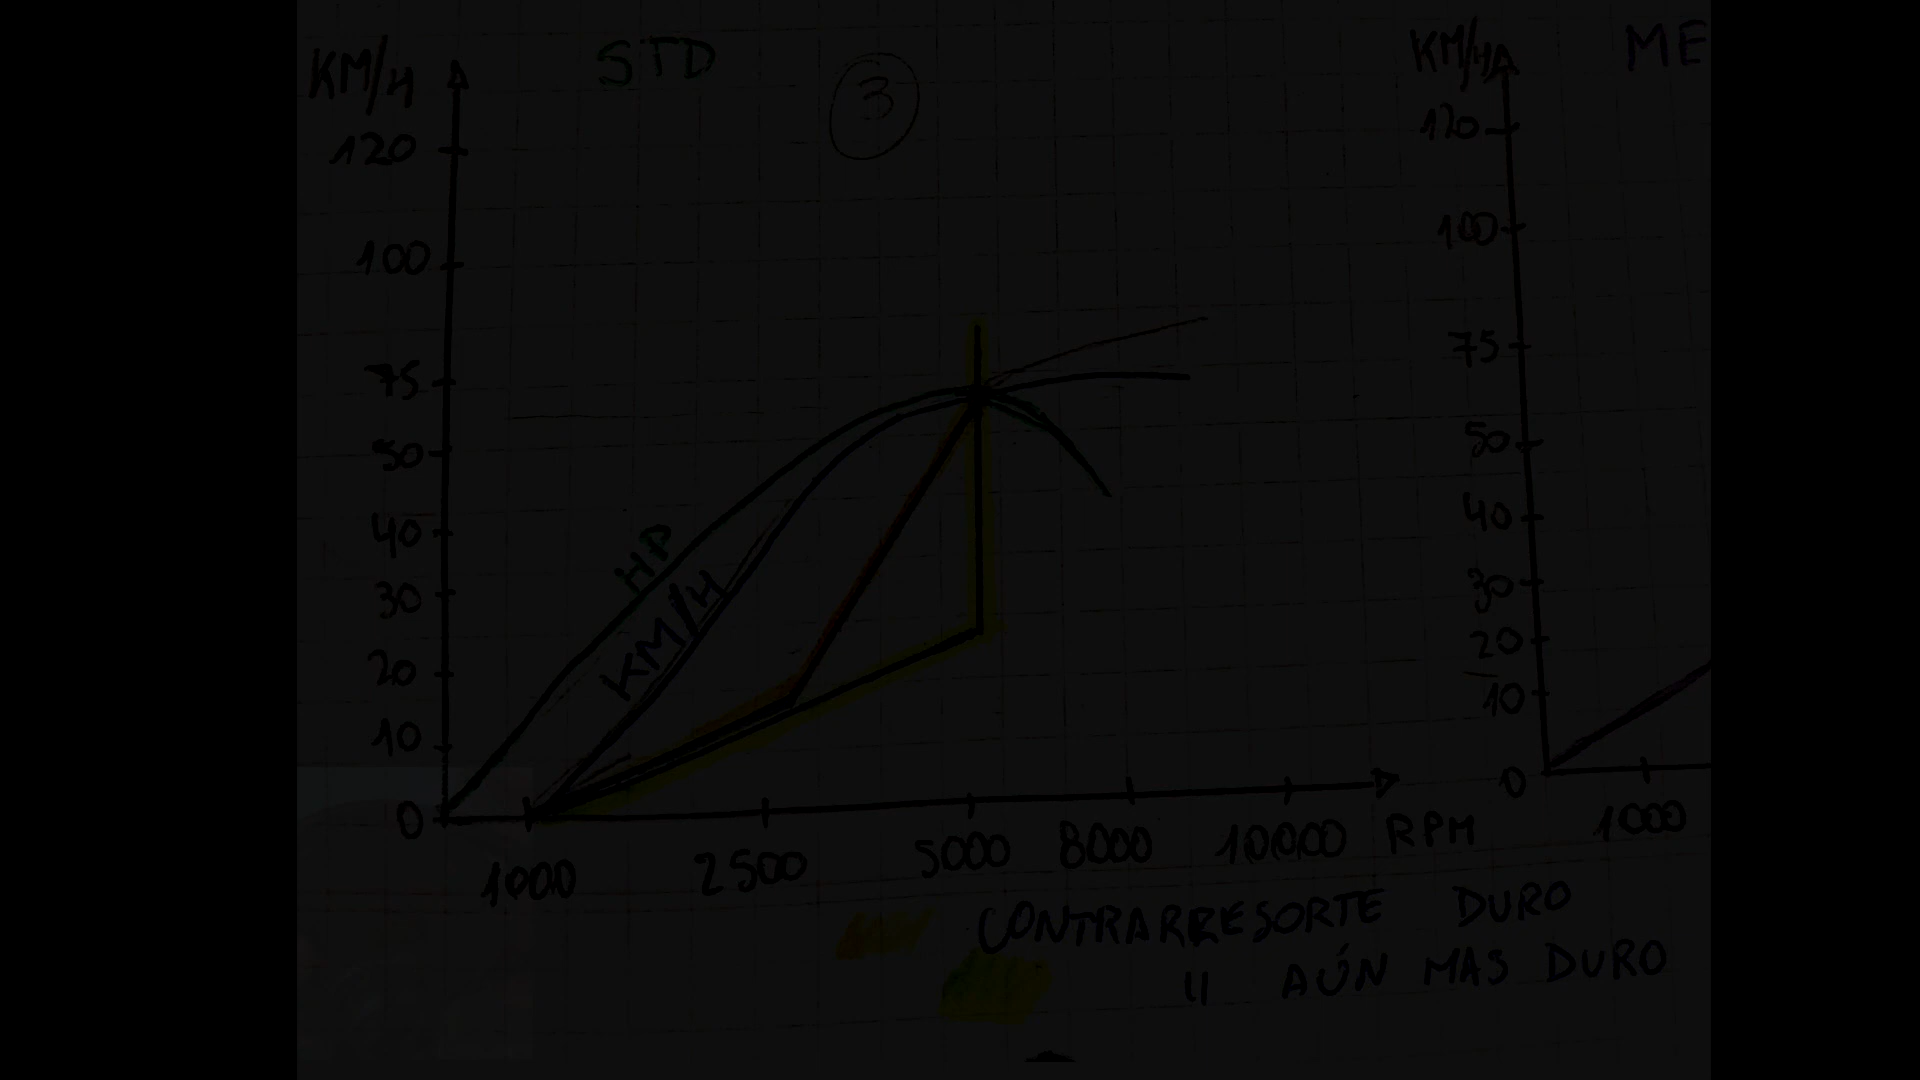 KM/H STD 3
120
100
75
50
40
30
20
10
0
HP
KM/H
1000 2500 5000 8000 10000 RPM
CONTRARRESORTE DURO
" AÚN MAS DURO
KM/H ME
120
100
75
50
40
30
20
10
0
1000